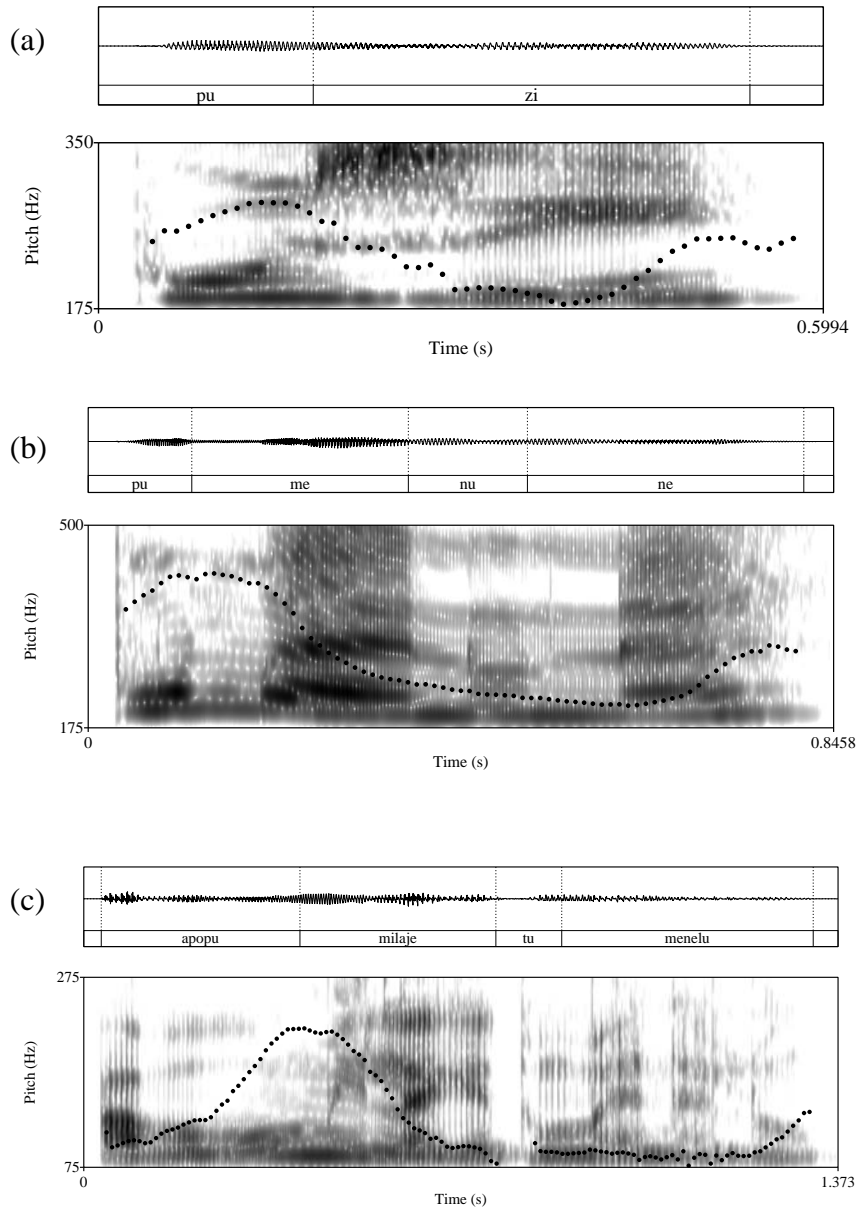 (a)
pu zi
350
Pitch (Hz)
175
0 0.5994
Time (s)
(b)
pu me nu ne
500
Pitch (Hz)
175
0 0.8458
Time (s)
(c)
apopu milaje tu menelu
275
Pitch (Hz)
75
0 1.373
Time (s)